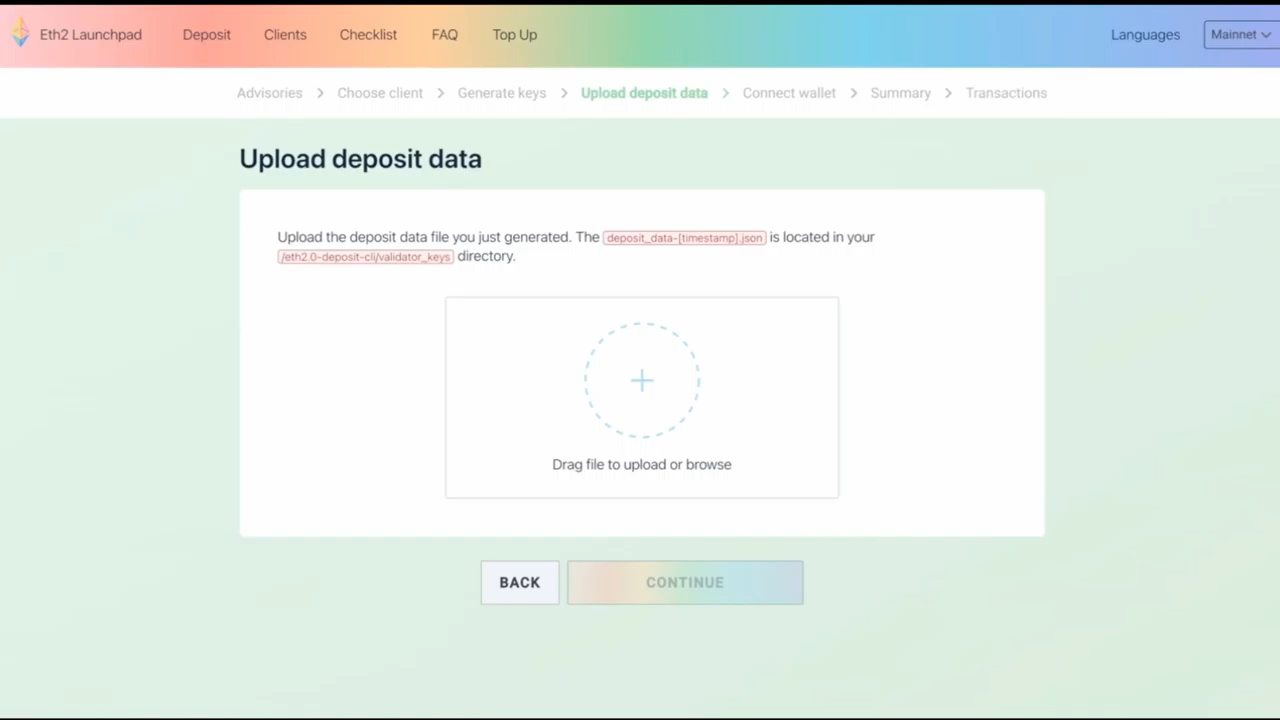 Eth2 Launchpad Deposit Clients Checklist FAQ Top Up Languages Mainnet
Advisories > Choose client > Generate keys > Upload deposit data > Connect wallet > Summary > Transactions
Upload deposit data
Upload the deposit data file you just generated. The deposit_data-[timestamp].json is located in your
/eth2.0-deposit-cli/validator_keys directory.
Drag file to upload or browse
BACK CONTINUE